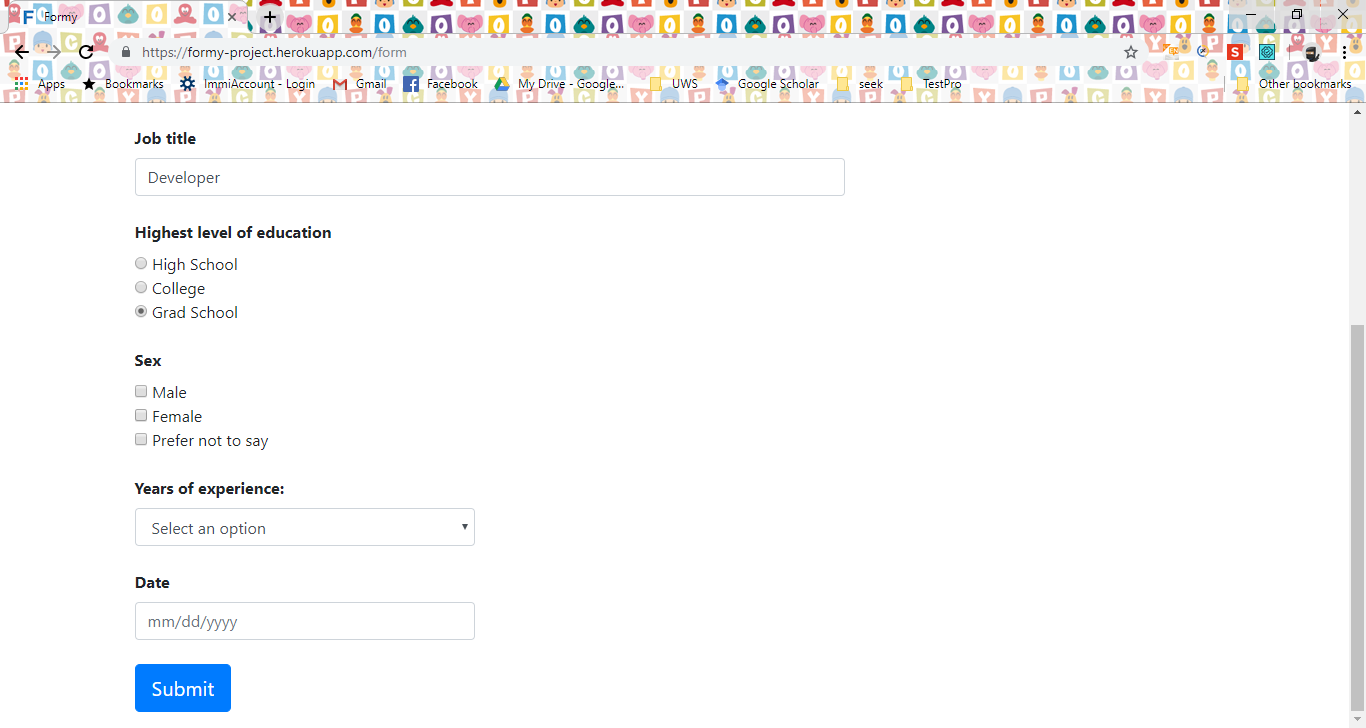 Formy
https://formy-project.herokuapp.com/form
Apps Bookmarks ImmiAccount - Login Gmail Facebook My Drive - Google... UWS Google Scholar seek TestPro Other bookmarks
Job title
Developer
Highest level of education
High School
College
Grad School
Sex
Male
Female
Prefer not to say
Years of experience:
Select an option
Date
mm/dd/yyyy
Submit